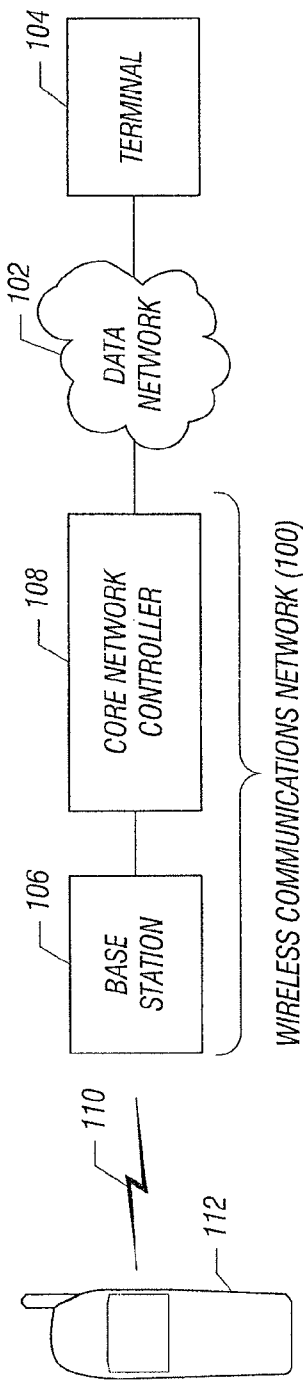 110
112
106
BASE
STATION
108
CORE NETWORK
CONTROLLER
102
DATA
NETWORK
104
TERMINAL
WIRELESS COMMUNICATIONS NETWORK (100)